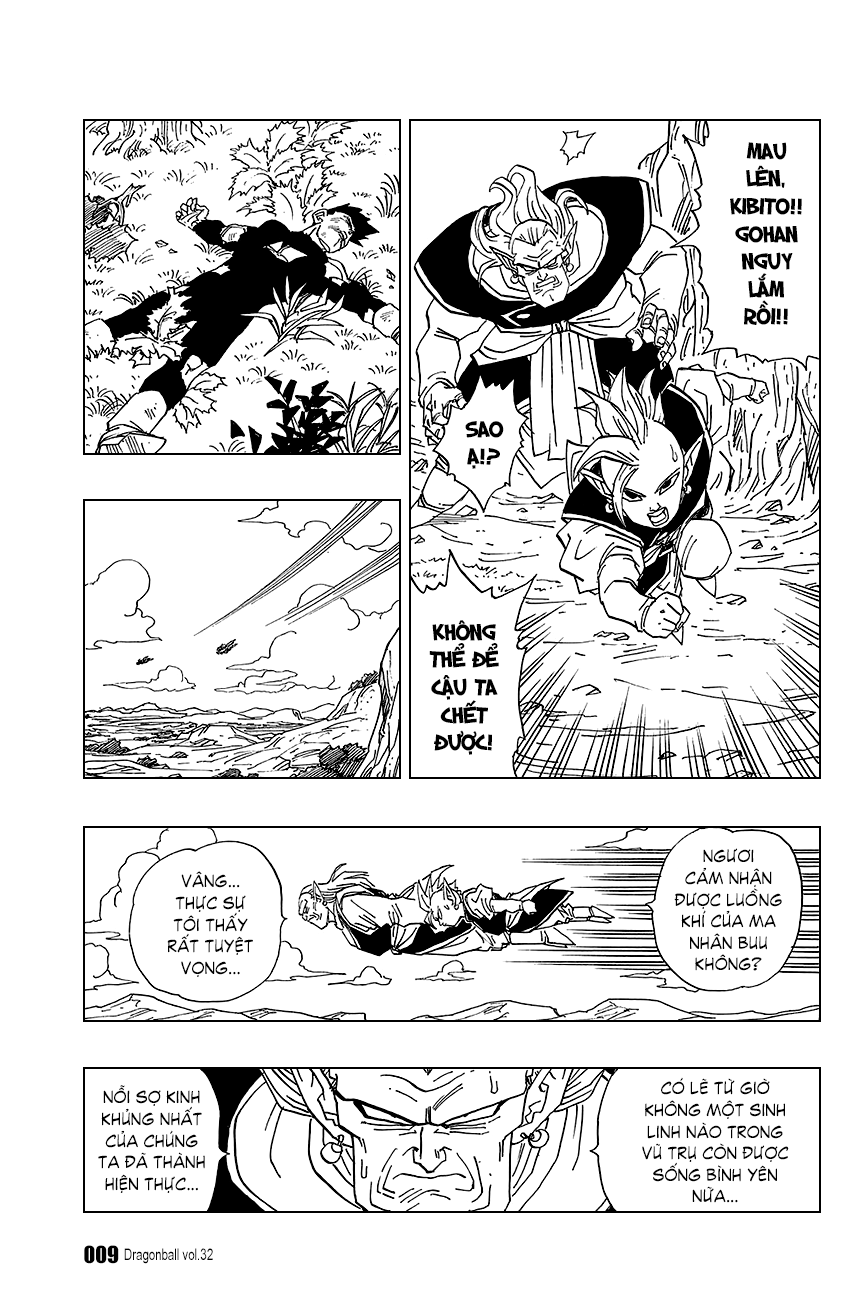 MAU
LÊN,
KIBITO!!
GOHAN
NGUY
LẮM
RỒI!!
SAO
Ạ!?
KHÔNG
THỂ ĐỂ
CẬU TA
CHẾT
ĐƯỢC!
NGƯƠI
CẢM NHẬN
ĐƯỢC LUỒNG
KHÍ CỦA MA
NHÂN BUU
KHÔNG?
VÂNG...
THỰC SỰ
TÔI THẤY
RẤT TUYỆT
VỌNG...
CÓ LẼ TỪ GIỜ
KHÔNG MỘT SINH
LINH NÀO TRONG
VŨ TRỤ CÒN ĐƯỢC
SỐNG BÌNH YÊN
NỮA...
NỖI SỢ KINH
KHỦNG NHẤT
CỦA CHÚNG
TA ĐÃ THÀNH
HIỆN THỰC...
009 Dragonball vol.32